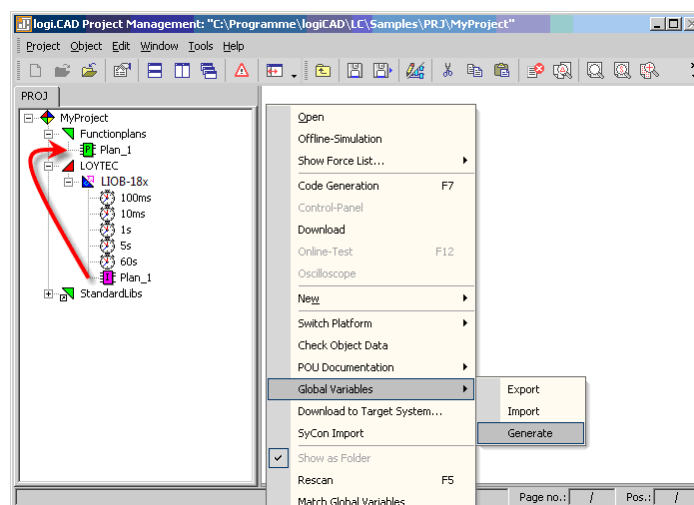 logi.CAD Project Management: "C:\Programme\logiCAD\LC\Samples\PRJ\MyProject"
Project Object Edit Window Tools Help
PROJ
MyProject
Functionplans
Plan_1
LOYTEC
LIOB-18x
100ms
10ms
1s
5s
60s
Plan_1
StandardLibs
Open
Offline-Simulation
Show Force List...
Code Generation F7
Control-Panel
Download
Online-Test F12
Oscilloscope
New
Switch Platform
Check Object Data
POU Documentation
Global Variables
Download to Target System...
SyCon Import
Show as Folder
Rescan F5
Match Global Variables
Export
Import
Generate
Page no.: / Pos.: /